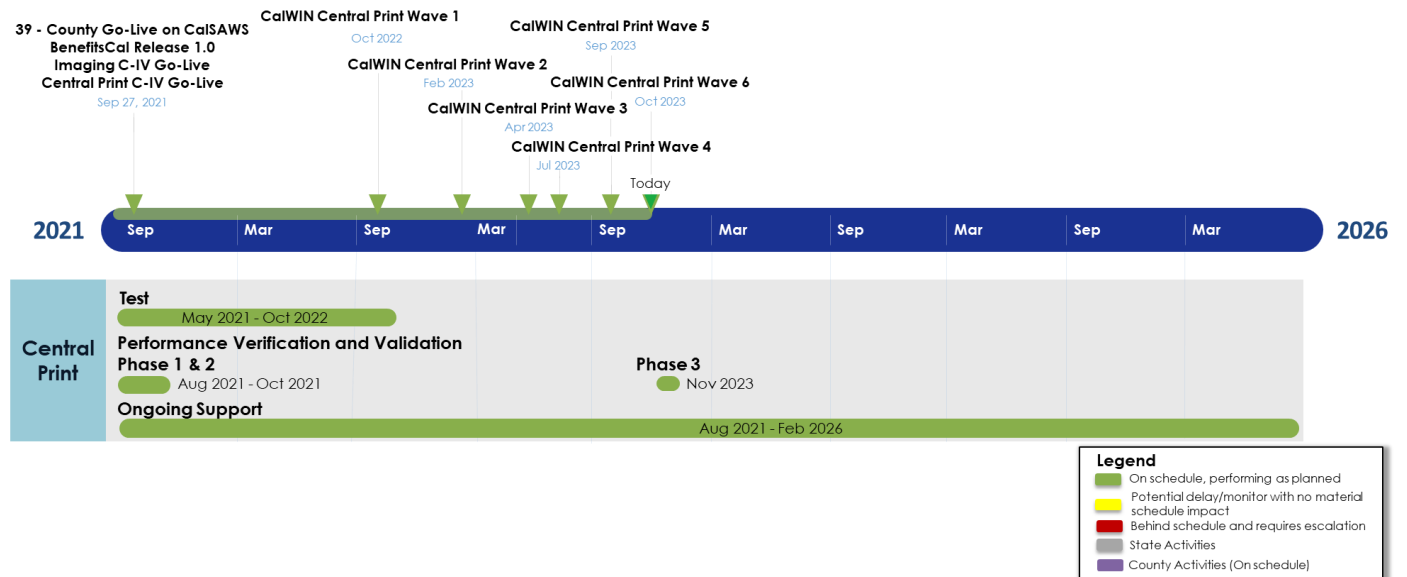 39 - County Go-Live on CalSAWS
BenefitsCal Release 1.0
Imaging C-IV Go-Live
Central Print C-IV Go-Live
Sep 27, 2021
CalWIN Central Print Wave 1
Oct 2022
CalWIN Central Print Wave 2
Feb 2023
CalWIN Central Print Wave 3
Apr 2023
CalWIN Central Print Wave 4
Jul 2023
CalWIN Central Print Wave 5
Sep 2023
CalWIN Central Print Wave 6
Oct 2023
Today
2021
Sep
Mar
Sep
Mar
Sep
Mar
Sep
Mar
Sep
Mar
2026
Central
Print
Test
May 2021 - Oct 2022
Performance Verification and Validation
Phase 1 & 2
Aug 2021 - Oct 2021
Phase 3
Nov 2023
Ongoing Support
Aug 2021 - Feb 2026
Legend
On schedule, performing as planned
Potential delay/monitor with no material
schedule impact
Behind schedule and requires escalation
State Activities
County Activities (On schedule)